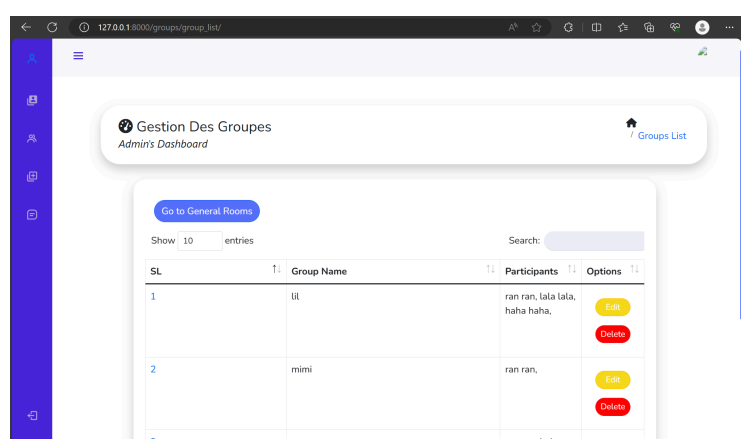 127.0.0.1:8000/groups/group_list/
Gestion Des Groupes
Admin's Dashboard
/ Groups List
Go to General Rooms
Show 10 entries
Search:
SL Group Name Participants Options
1 lil ran ran, lala lala,
haha haha,
Edit
Delete
2 mimi ran ran,
Edit
Delete